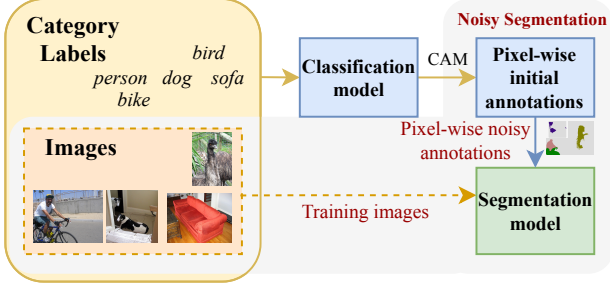 Category
Labels
bird
person dog sofa
bike
Images
Classification
model
CAM
Noisy Segmentation
Pixel-wise
initial
annotations
Pixel-wise noisy
annotations
Training images
Segmentation
model